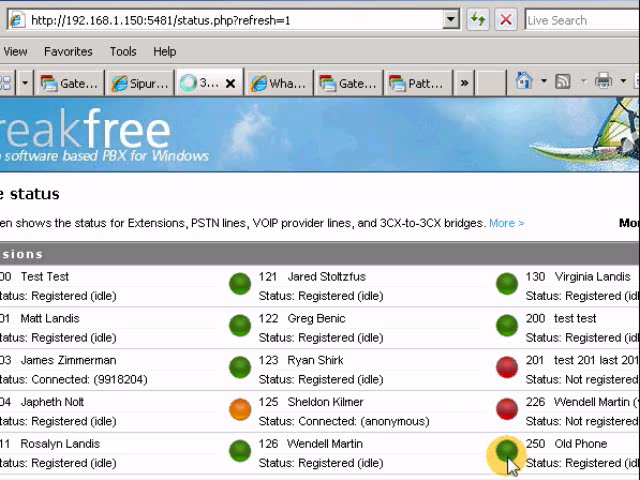 http://192.168.1.150:5481/status.php?refresh=1
Live Search
View Favorites Tools Help
Gate... Sipur... 3... Wha... Gate... Patt... »
reakfree
software based PBX for Windows
e status
en shows the status for Extensions, PSTN lines, VOIP provider lines, and 3CX-to-3CX bridges. More > Mo
sions
00 Test Test
tatus: Registered (idle)
01 Matt Landis
tatus: Registered (idle)
03 James Zimmerman
tatus: Connected: (9918204)
04 Japheth Nolt
tatus: Registered (idle)
11 Rosalyn Landis
tatus: Registered (idle)
121 Jared Stoltzfus
Status: Registered (idle)
122 Greg Benic
Status: Registered (idle)
123 Ryan Shirk
Status: Registered (idle)
125 Sheldon Kilmer
Status: Connected: (anonymous)
126 Wendell Martin
Status: Registered (idle)
130 Virginia Landis
Status: Registered (idle)
200 test test
Status: Registered (idle)
201 test 201 last 201
Status: Not registered
226 Wendell Martin (
Status: Not registered
250 Old Phone
Status: Registered (id